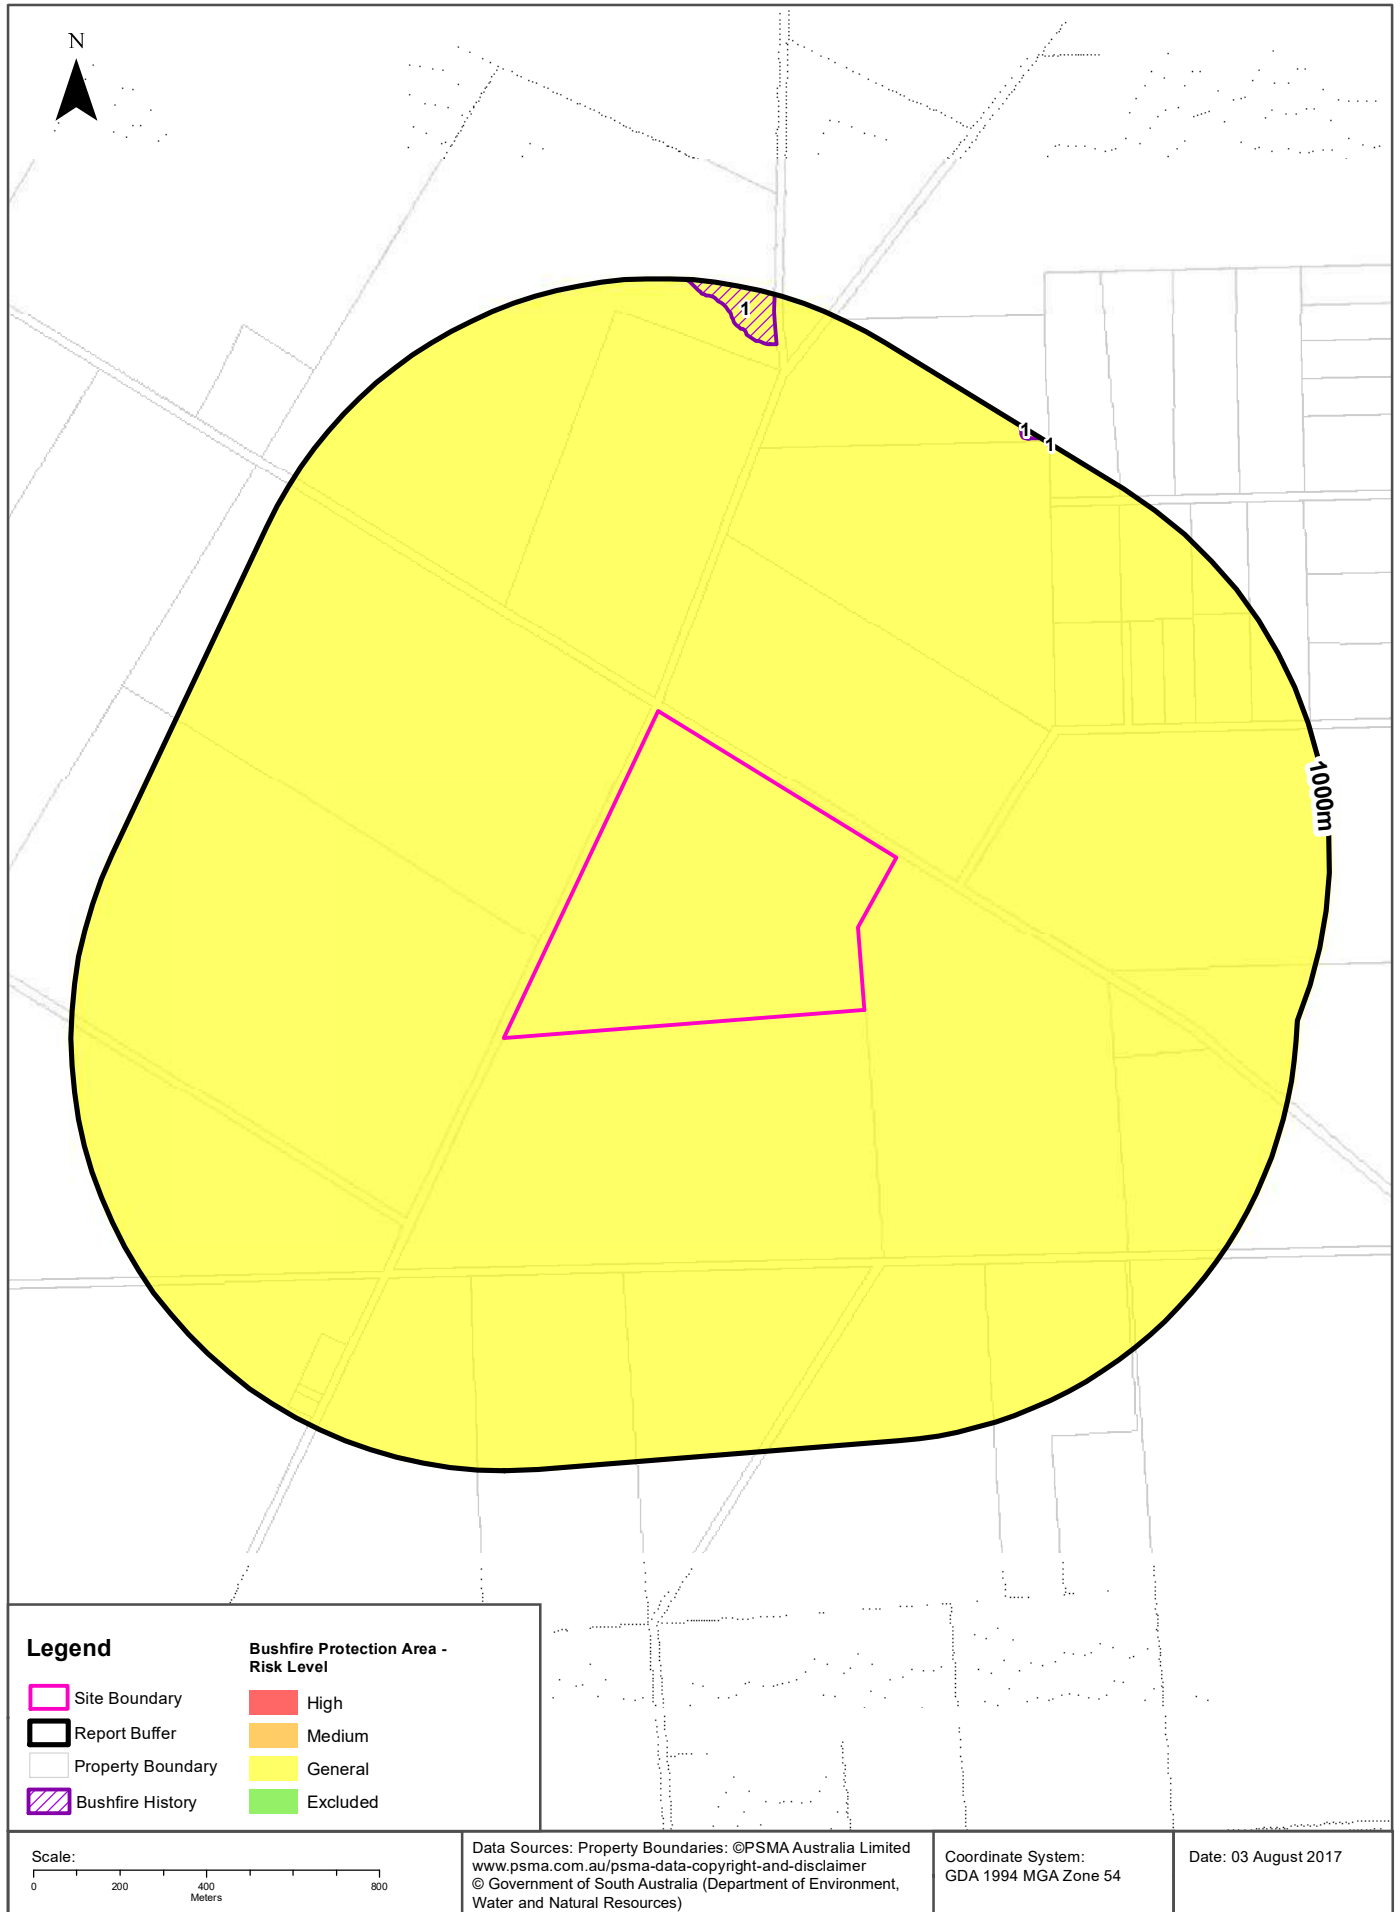 N
1
1
1
1000m
Legend
Site Boundary
Report Buffer
Property Boundary
Bushfire History
Bushfire Protection Area -
Risk Level
High
Medium
General
Excluded
Scale:
0 200 400 800
Meters
Data Sources: Property Boundaries: ©PSMA Australia Limited
www.psma.com.au/psma-data-copyright-and-disclaimer
© Government of South Australia (Department of Environment,
Water and Natural Resources)
Coordinate System:
GDA 1994 MGA Zone 54
Date: 03 August 2017